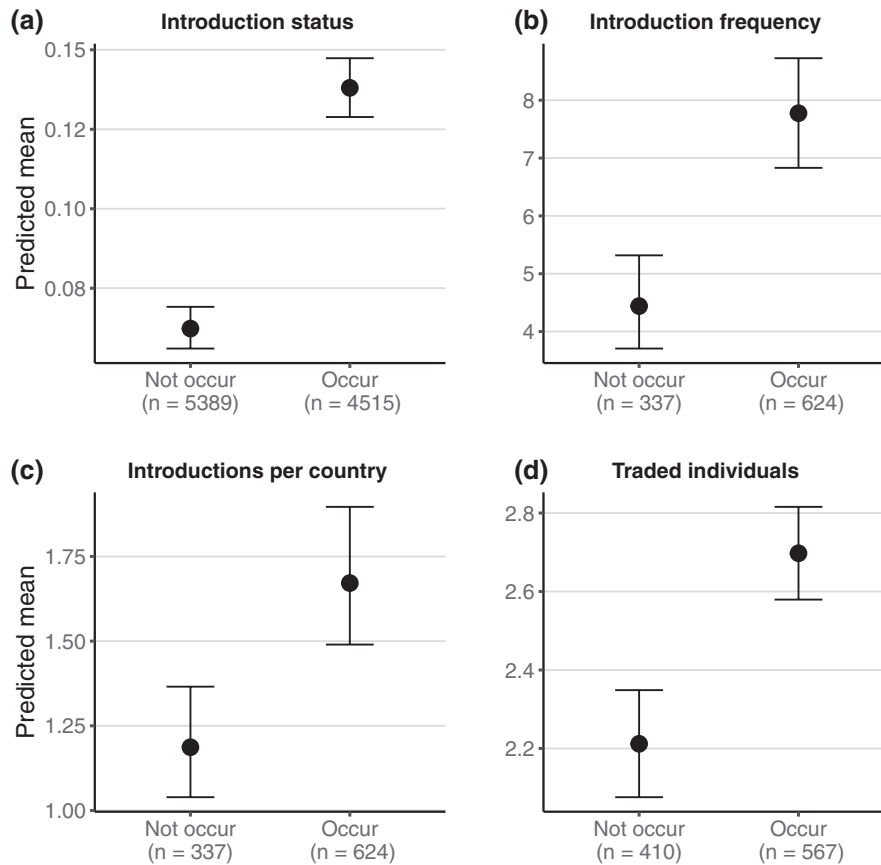 (a) Introduction status
Predicted mean
0.15
0.12
0.10
0.08
Not occur
(n = 5389)
Occur
(n = 4515)
(b) Introduction frequency
8
7
6
5
4
Not occur
(n = 337)
Occur
(n = 624)
(c) Introductions per country
Predicted mean
1.75
1.50
1.25
1.00
Not occur
(n = 337)
Occur
(n = 624)
(d) Traded individuals
2.8
2.6
2.4
2.2
Not occur
(n = 410)
Occur
(n = 567)